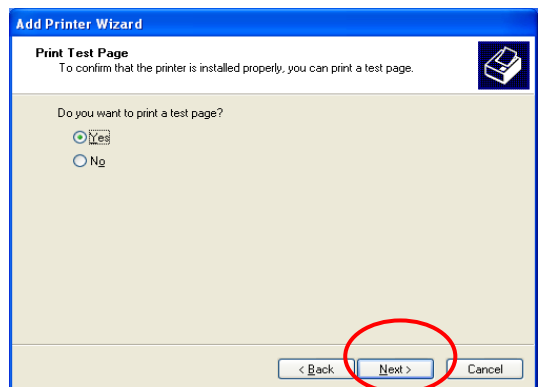 Add Printer Wizard
Print Test Page
To confirm that the printer is installed properly, you can print a test page.
Do you want to print a test page?
Yes
No
< Back
Next >
Cancel